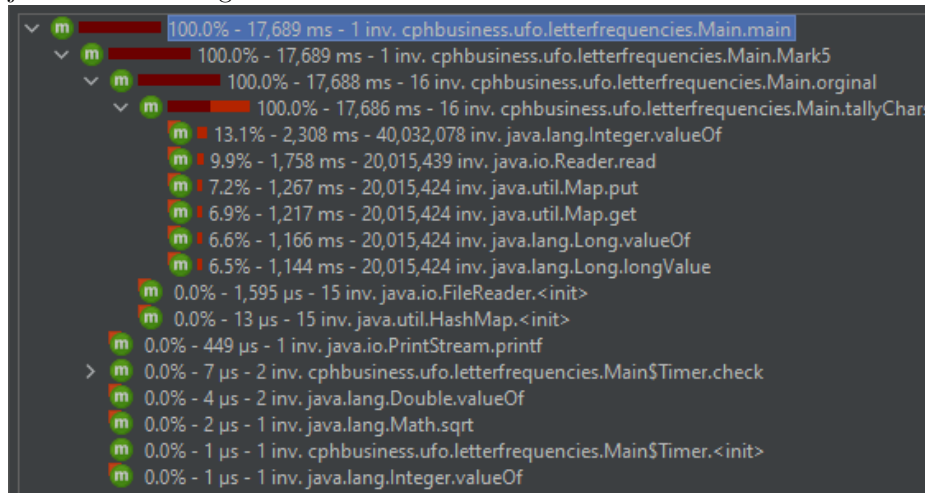 m 100.0% - 17,689 ms - 1 inv. cphbusiness.ufo.letterfrequencies.Main.main
m 100.0% - 17,689 ms - 1 inv. cphbusiness.ufo.letterfrequencies.Main.Mark5
m 100.0% - 17,688 ms - 16 inv. cphbusiness.ufo.letterfrequencies.Main.orginal
m 100.0% - 17,686 ms - 16 inv. cphbusiness.ufo.letterfrequencies.Main.tallyChars
m 13.1% - 2,308 ms - 40,032,078 inv. java.lang.Integer.valueOf
m 9.9% - 1,758 ms - 20,015,439 inv. java.io.Reader.read
m 7.2% - 1,267 ms - 20,015,424 inv. java.util.Map.put
m 6.9% - 1,217 ms - 20,015,424 inv. java.util.Map.get
m 6.6% - 1,166 ms - 20,015,424 inv. java.lang.Long.valueOf
m 6.5% - 1,144 ms - 20,015,424 inv. java.lang.Long.longValue
m 0.0% - 1,595 µs - 15 inv. java.io.FileReader.<init>
m 0.0% - 13 µs - 15 inv. java.util.HashMap.<init>
m 0.0% - 449 µs - 1 inv. java.io.PrintStream.printf
m 0.0% - 7 µs - 2 inv. cphbusiness.ufo.letterfrequencies.Main$Timer.check
m 0.0% - 4 µs - 2 inv. java.lang.Double.valueOf
m 0.0% - 2 µs - 1 inv. java.lang.Math.sqrt
m 0.0% - 1 µs - 1 inv. cphbusiness.ufo.letterfrequencies.Main$Timer.<init>
m 0.0% - 1 µs - 1 inv. java.lang.Integer.valueOf